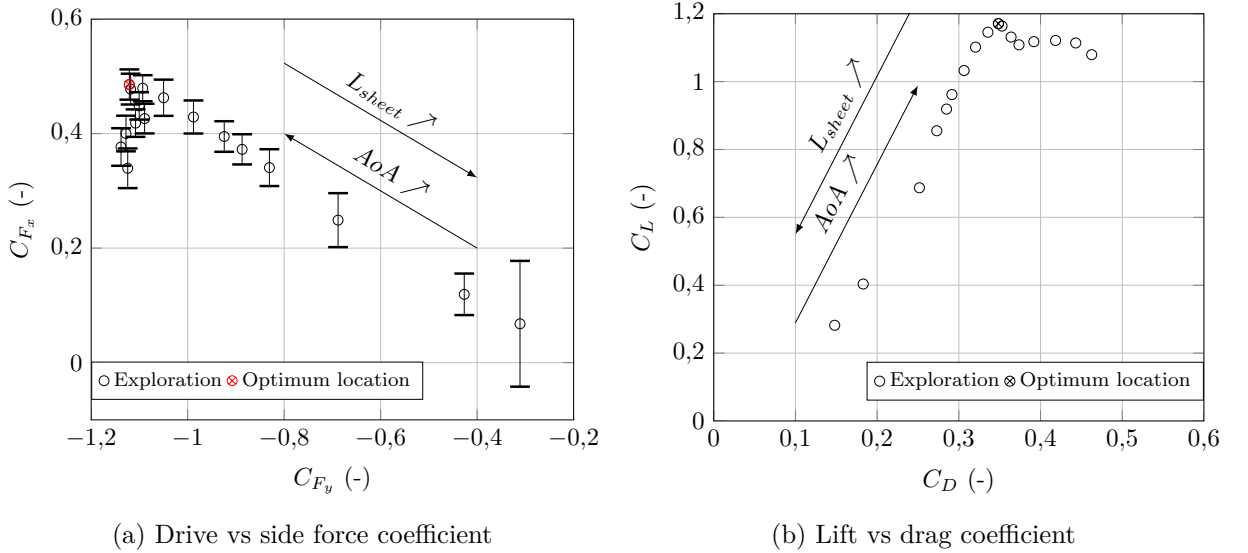 0,6
0,4
0,2
0
−1,2
−1
−0,8
−0,6
−0,4
−0,2
C_{F_x} (-)
C_{F_y} (-)
L_{sheet} ↗
AoA ↗
Exploration
Optimum location
(a) Drive vs side force coefficient
1,2
1
0,8
0,6
0,4
0,2
0
0
0,1
0,2
0,3
0,4
0,5
0,6
C_L (-)
C_D (-)
L_{sheet} ↗
AoA ↗
Exploration
Optimum location
(b) Lift vs drag coefficient